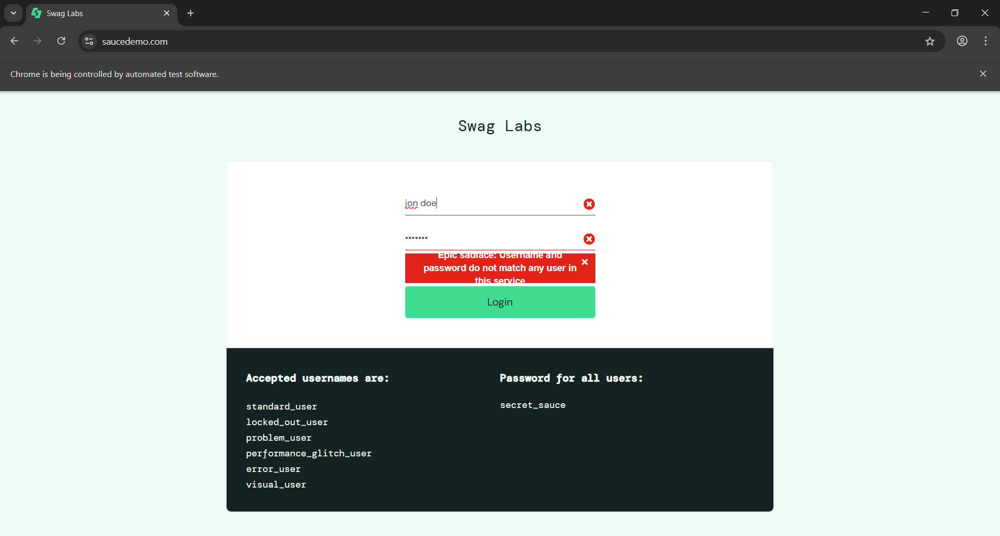 Swag Labs
saucedemo.com
Chrome is being controlled by automated test software.
Swag Labs
jon doe
•••••••
Epic sadface: Username and
password do not match any user in
this service
Login
Accepted usernames are:
standard_user
locked_out_user
problem_user
performance_glitch_user
error_user
visual_user
Password for all users:
secret_sauce